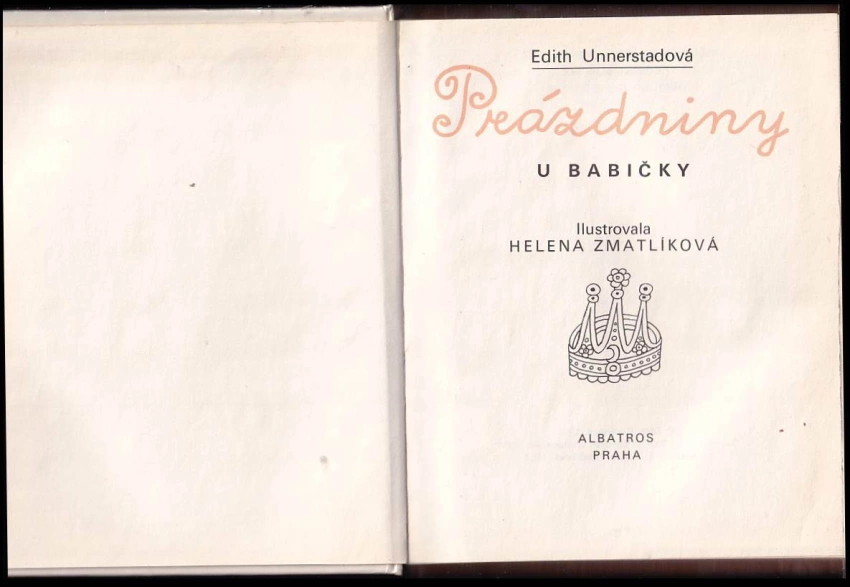 Edith Unnerstadová
Prázdniny
U BABIČKY
Ilustrovala
HELENA ZMATLÍKOVÁ
ALBATROS
PRAHA